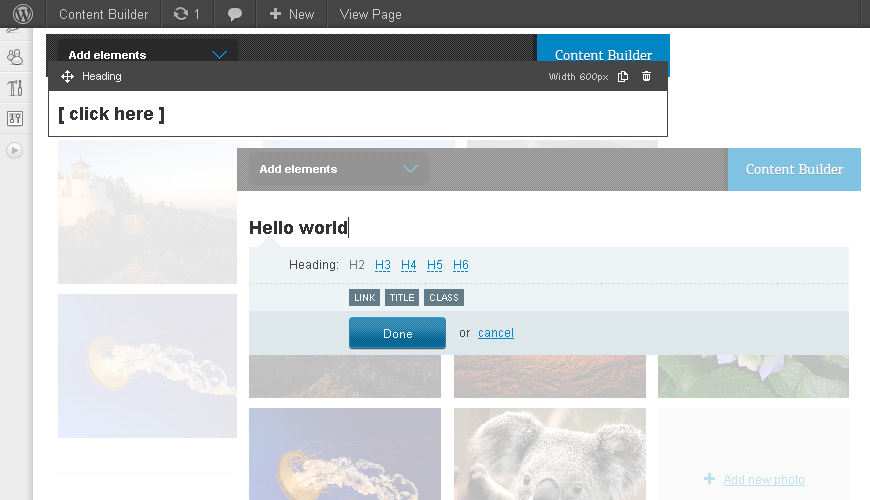 Content Builder 1 New View Page
Add elements Content Builder
Heading Width 600px
[ click here ]
Add elements Content Builder
Hello world
Heading: H2 H3 H4 H5 H6
LINK TITLE CLASS
Done or cancel
Add new photo